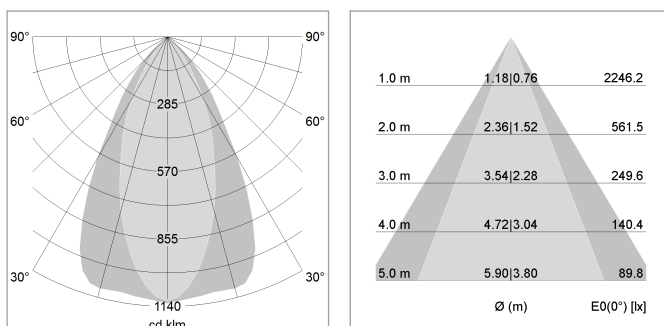 90° 90°
285
60° 60°
570
855
30° 30°
1140
cd klm
1.0 m 1.18|0.76 2246.2
2.0 m 2.36|1.52 561.5
3.0 m 3.54|2.28 249.6
4.0 m 4.72|3.04 140.4
5.0 m 5.90|3.80 89.8
Ø (m) E0(0°) [lx]